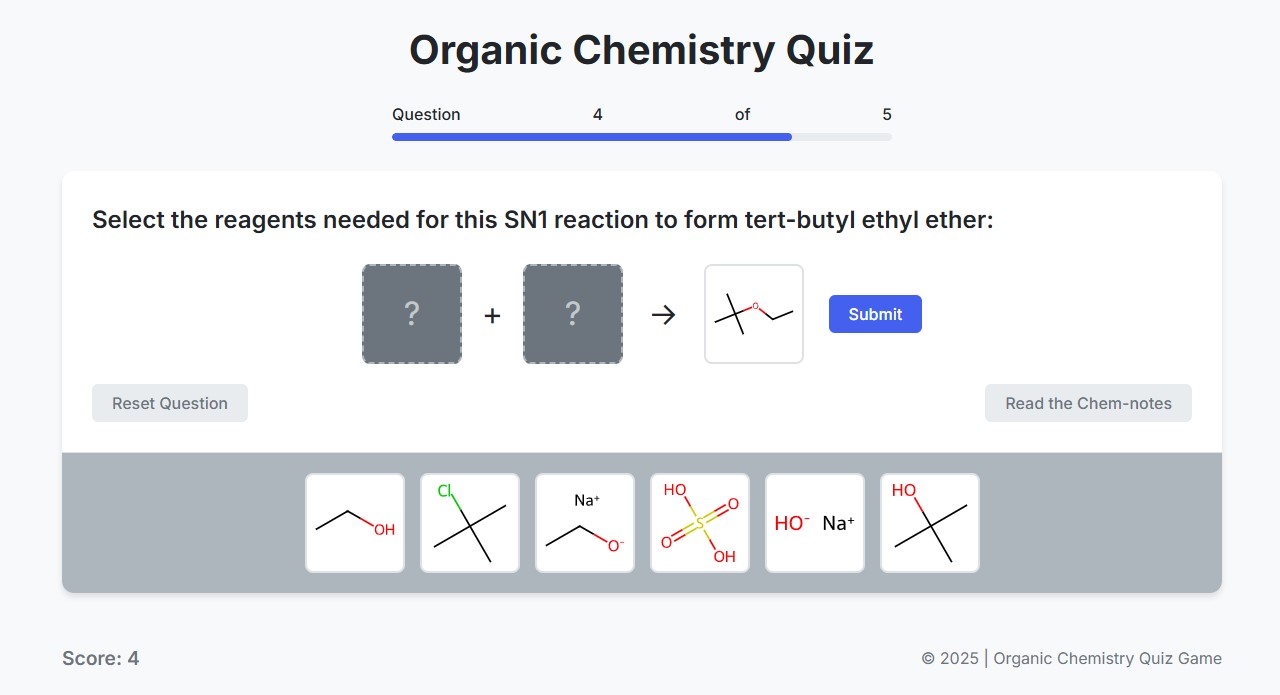 Organic Chemistry Quiz
Question 4 of 5
Select the reagents needed for this SN1 reaction to form tert-butyl ethyl ether:
? + ? → O Submit
Reset Question Read the Chem-notes
OH
Cl
Na⁺
O⁻
HO O S O OH
HO⁻ Na⁺
HO
Score: 4 © 2025 | Organic Chemistry Quiz Game